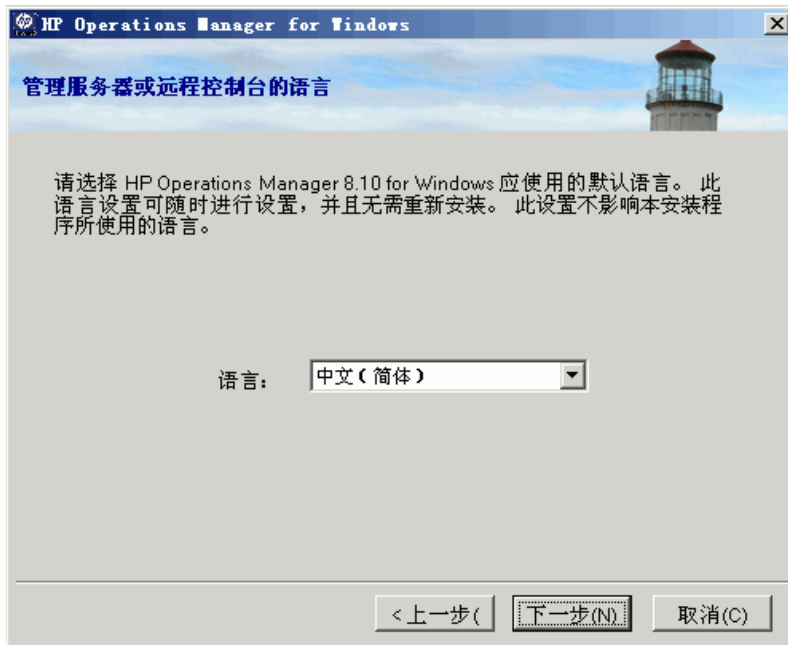 HP Operations Manager for Windows
管理服务器或远程控制台的语言
请选择 HP Operations Manager 8.10 for Windows 应使用的默认语言。 此
语言设置可随时进行设置，并且无需重新安装。 此设置不影响本安装程
序所使用的语言。
语言： 中文(简体)
<上一步( 下一步(N) 取消(C)